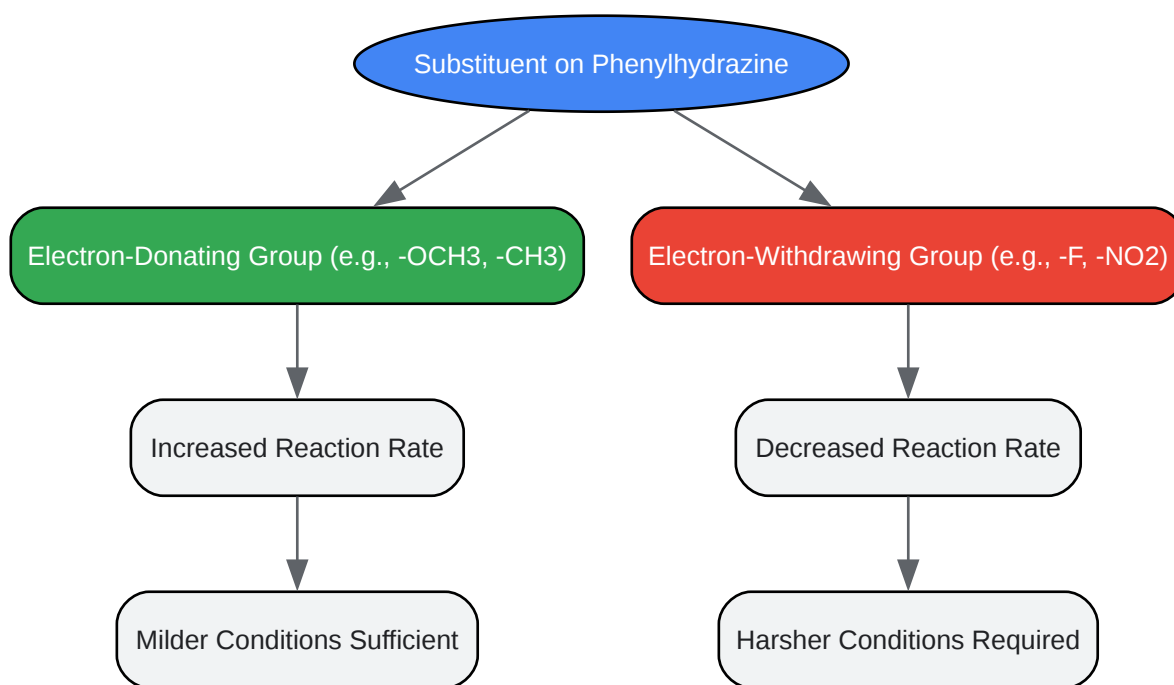 Substituent on Phenylhydrazine
Electron-Donating Group (e.g., -OCH3, -CH3)
Electron-Withdrawing Group (e.g., -F, -NO2)
Increased Reaction Rate
Decreased Reaction Rate
Milder Conditions Sufficient
Harsher Conditions Required